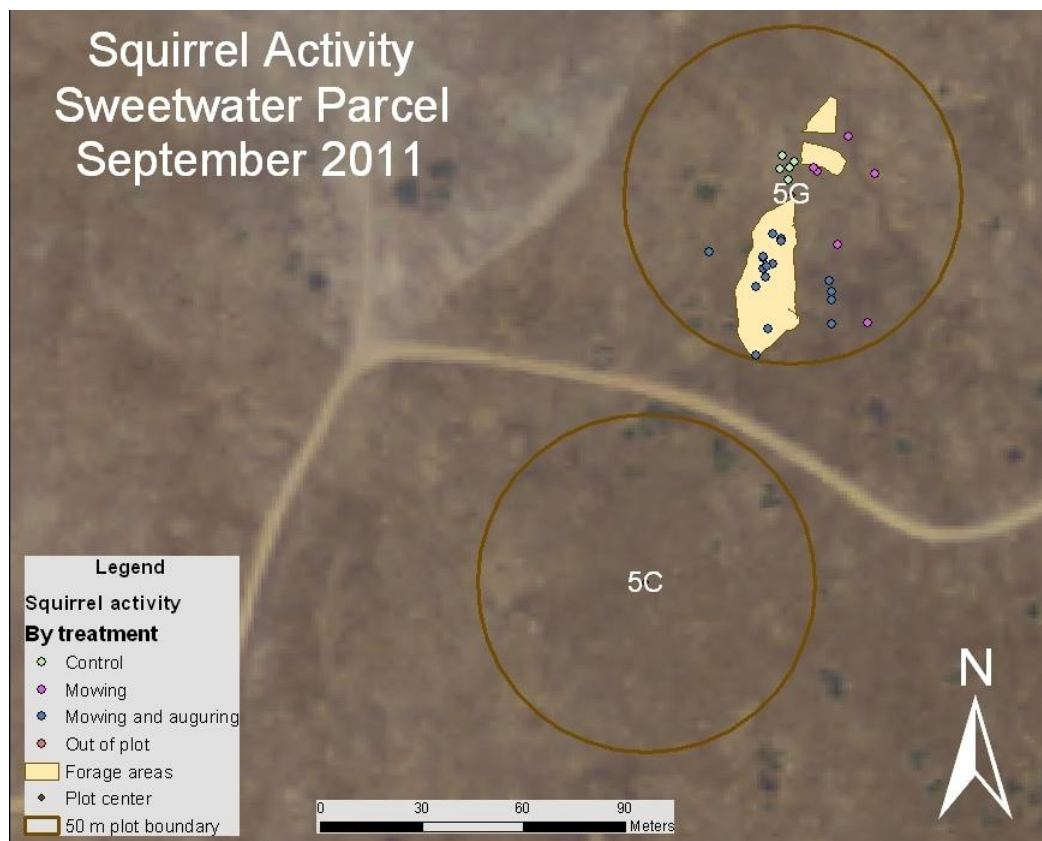 Squirrel Activity
Sweetwater Parcel
September 2011
5G
5C
Legend
Squirrel activity
By treatment
Control
Mowing
Mowing and auguring
Out of plot
Forage areas
Plot center
50 m plot boundary
0 30 60 90
Meters
N